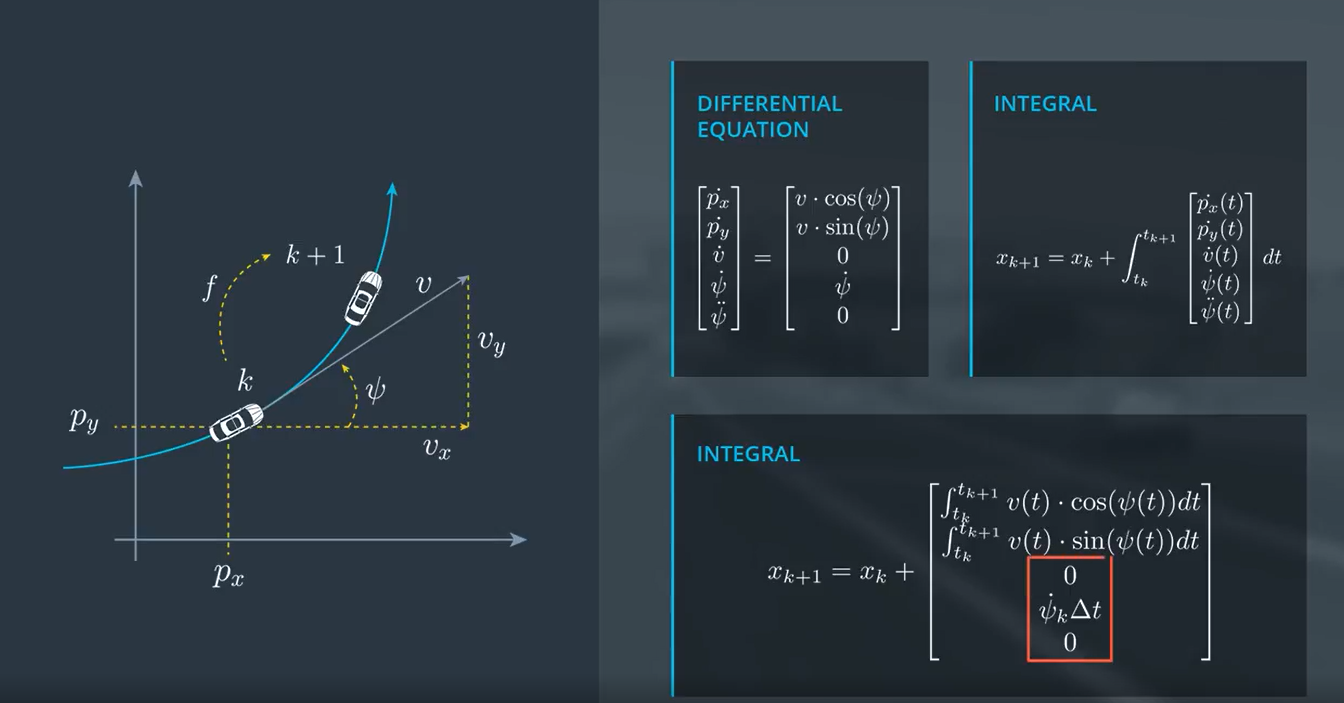 k+1
f
v
v_y
k
ψ
p_y
v_x
p_x
DIFFERENTIAL
EQUATION
[ṗ_x, ṗ_y, v̇, ψ̇, ψ̈] = [v · cos(ψ), v · sin(ψ), 0, ψ̇, 0]
INTEGRAL
x_{k+1} = x_k + ∫_{t_k}^{t_{k+1}} [ṗ_x(t), ṗ_y(t), v̇(t), ψ̇(t), ψ̈(t)] dt
INTEGRAL
x_{k+1} = x_k + [∫_{t_k}^{t_{k+1}} v(t) · cos(ψ(t))dt, ∫_{t_k}^{t_{k+1}} v(t) · sin(ψ(t))dt, 0, ψ̇_kΔt, 0]